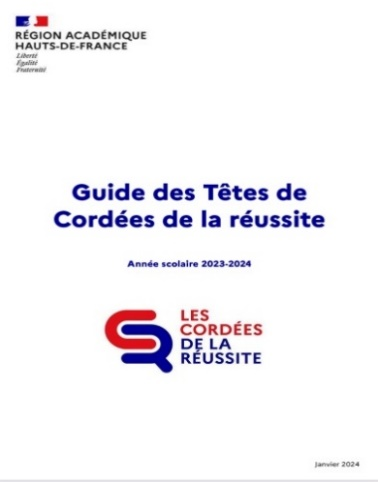 RÉGION ACADÉMIQUE
HAUTS-DE-FRANCE
Liberté
Égalité
Fraternité
Guide des Têtes de
Cordées de la réussite
Année scolaire 2023-2024
LES
CORDÉES
DE LA
RÉUSSITE
Janvier 2024